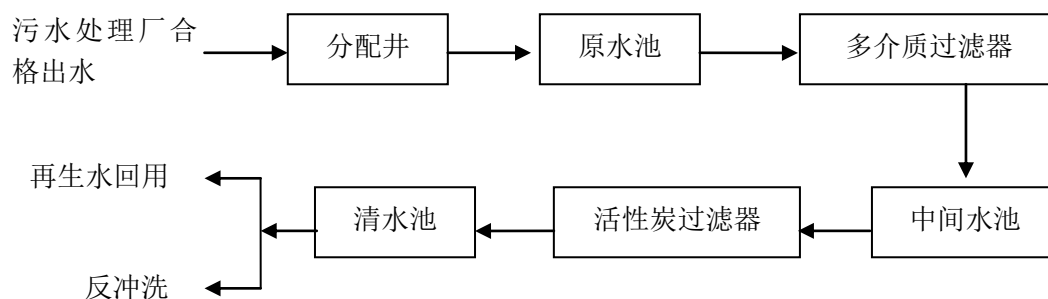 污水处理厂合
格出水
分配井
原水池
多介质过滤器
再生水回用
清水池
活性炭过滤器
中间水池
反冲洗